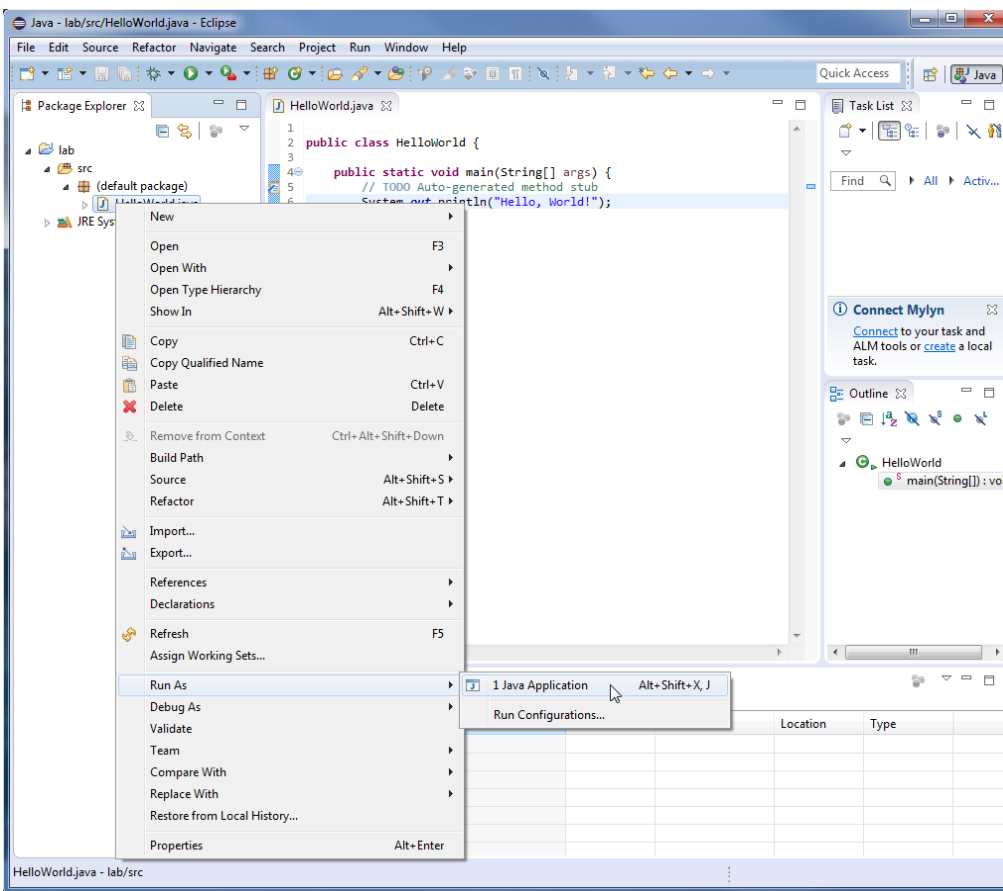 Java - lab/src/HelloWorld.java - Eclipse
File Edit Source Refactor Navigate Search Project Run Window Help
Quick Access Java
Package Explorer
lab
src
(default package)
HelloWorld.java
JRE Sys
HelloWorld.java
1
2 public class HelloWorld {
3
4 public static void main(String[] args) {
5 // TODO Auto-generated method stub
6 System.out.println("Hello, World!");
New
Open F3
Open With
Open Type Hierarchy F4
Show In Alt+Shift+W
Copy Ctrl+C
Copy Qualified Name
Paste Ctrl+V
Delete Delete
Remove from Context Ctrl+Alt+Shift+Down
Build Path
Source Alt+Shift+S
Refactor Alt+Shift+T
Import...
Export...
References
Declarations
Refresh F5
Assign Working Sets...
Run As
Debug As
Validate
Team
Compare With
Replace With
Restore from Local History...
Properties Alt+Enter
1 Java Application Alt+Shift+X, J
Run Configurations...
Task List
Find All Activ...
Connect Mylyn
Connect to your task and
ALM tools or create a local
task.
Outline
HelloWorld
S main(String[]) : vo
Location Type
HelloWorld.java - lab/src